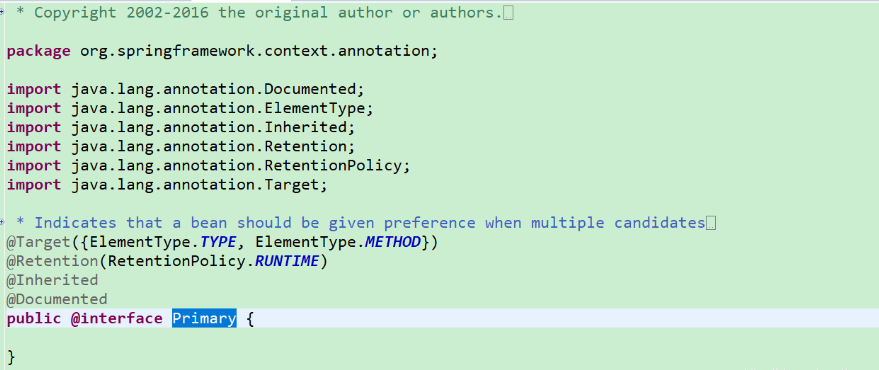 * Copyright 2002-2016 the original author or authors.
package org.springframework.context.annotation;
import java.lang.annotation.Documented;
import java.lang.annotation.ElementType;
import java.lang.annotation.Inherited;
import java.lang.annotation.Retention;
import java.lang.annotation.RetentionPolicy;
import java.lang.annotation.Target;
* Indicates that a bean should be given preference when multiple candidates
@Target({ElementType.TYPE, ElementType.METHOD})
@Retention(RetentionPolicy.RUNTIME)
@Inherited
@Documented
public @interface Primary {
}